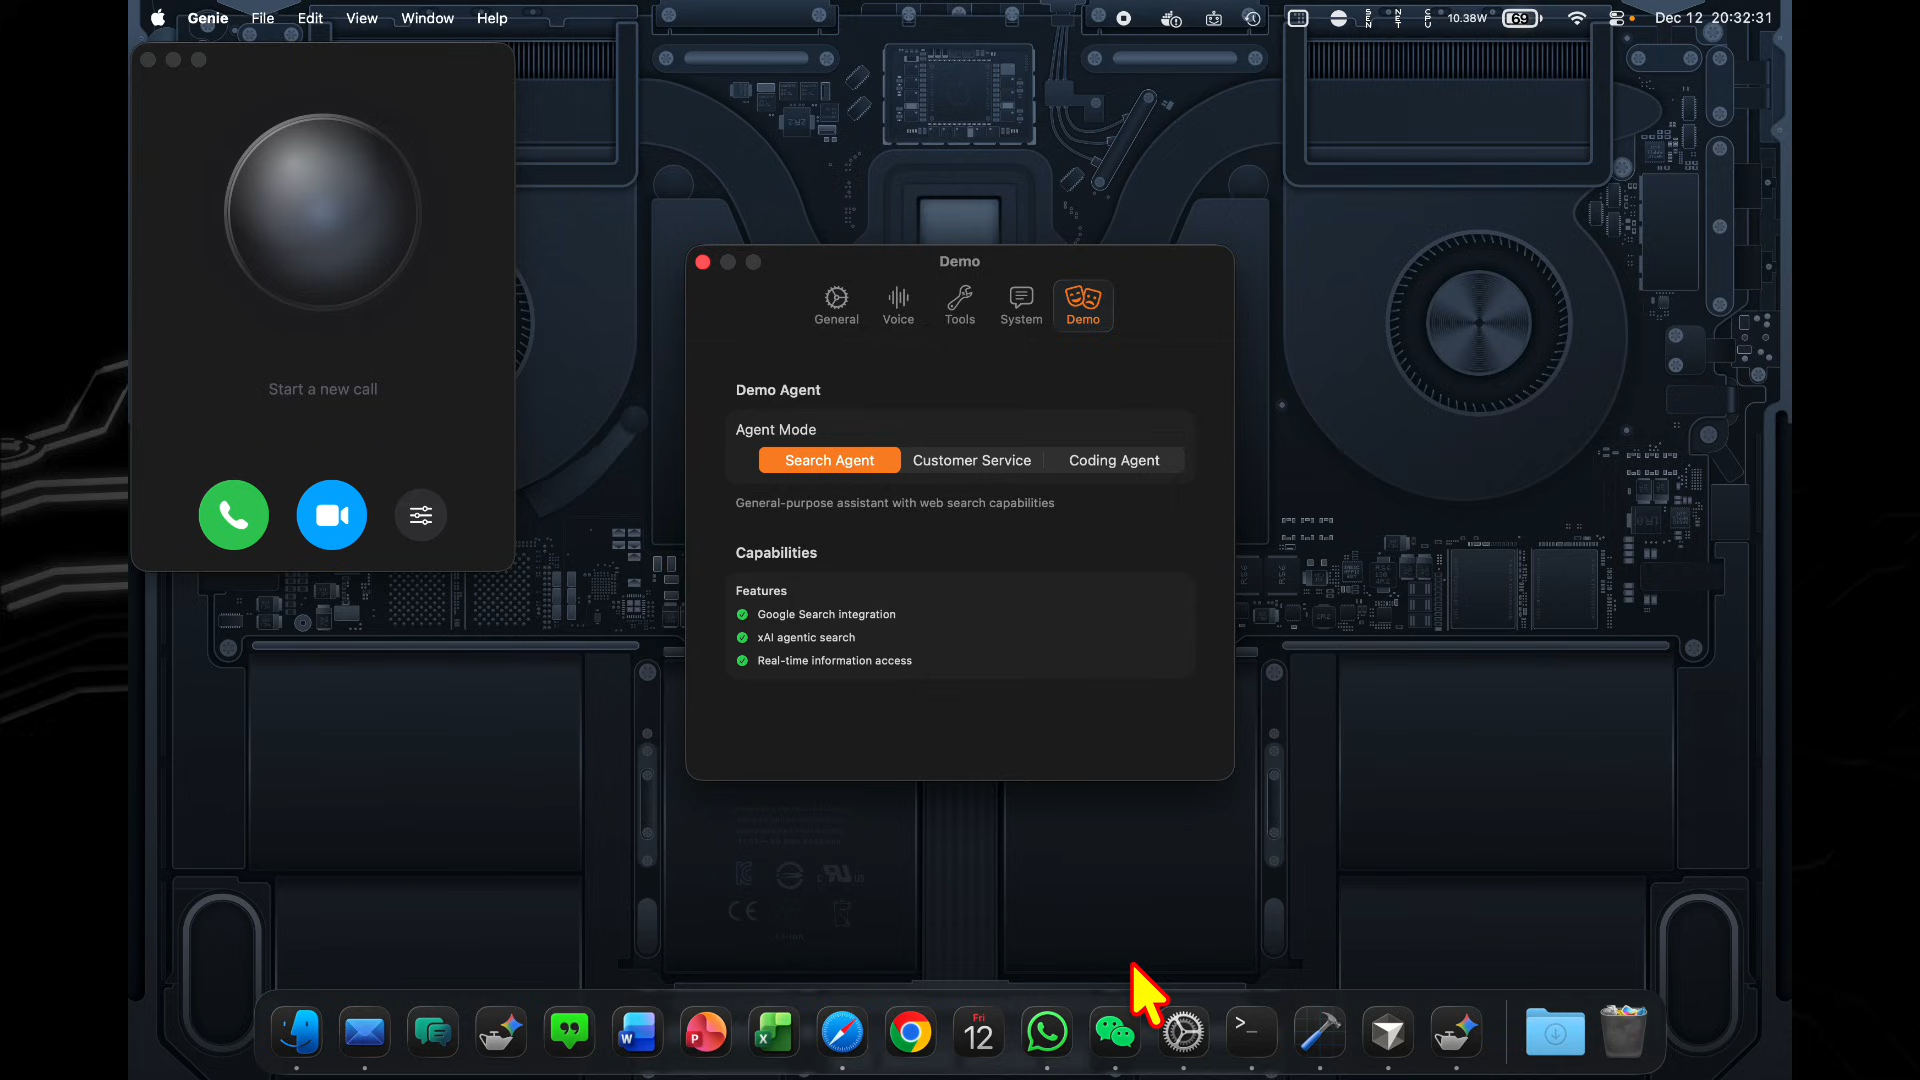 Genie File Edit View Window Help
10.38W 69 Dec 12 20:32:31
Start a new call
Demo
General Voice Tools System Demo
Demo Agent
Agent Mode
Search Agent Customer Service Coding Agent
General-purpose assistant with web search capabilities
Capabilities
Features
Google Search integration
xAI agentic search
Real-time information access
Fri
12